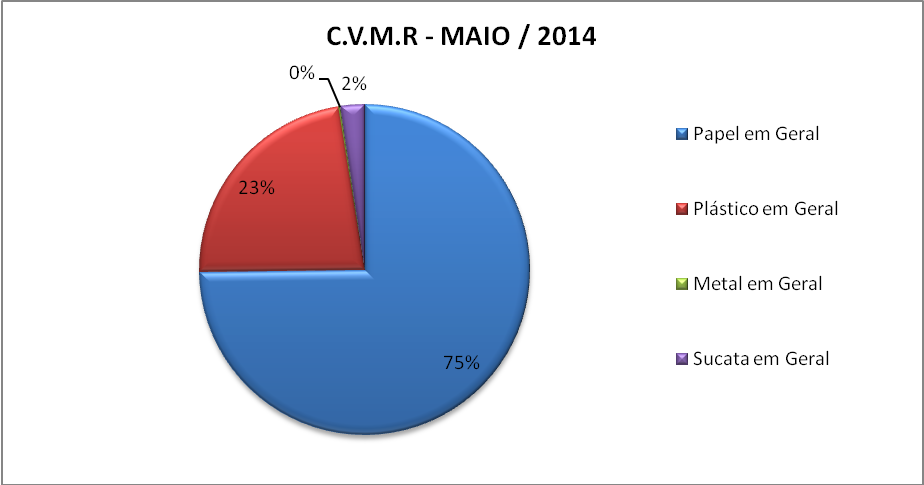 C.V.M.R - MAIO / 2014
0%
2%
23%
75%
Papel em Geral
Plástico em Geral
Metal em Geral
Sucata em Geral